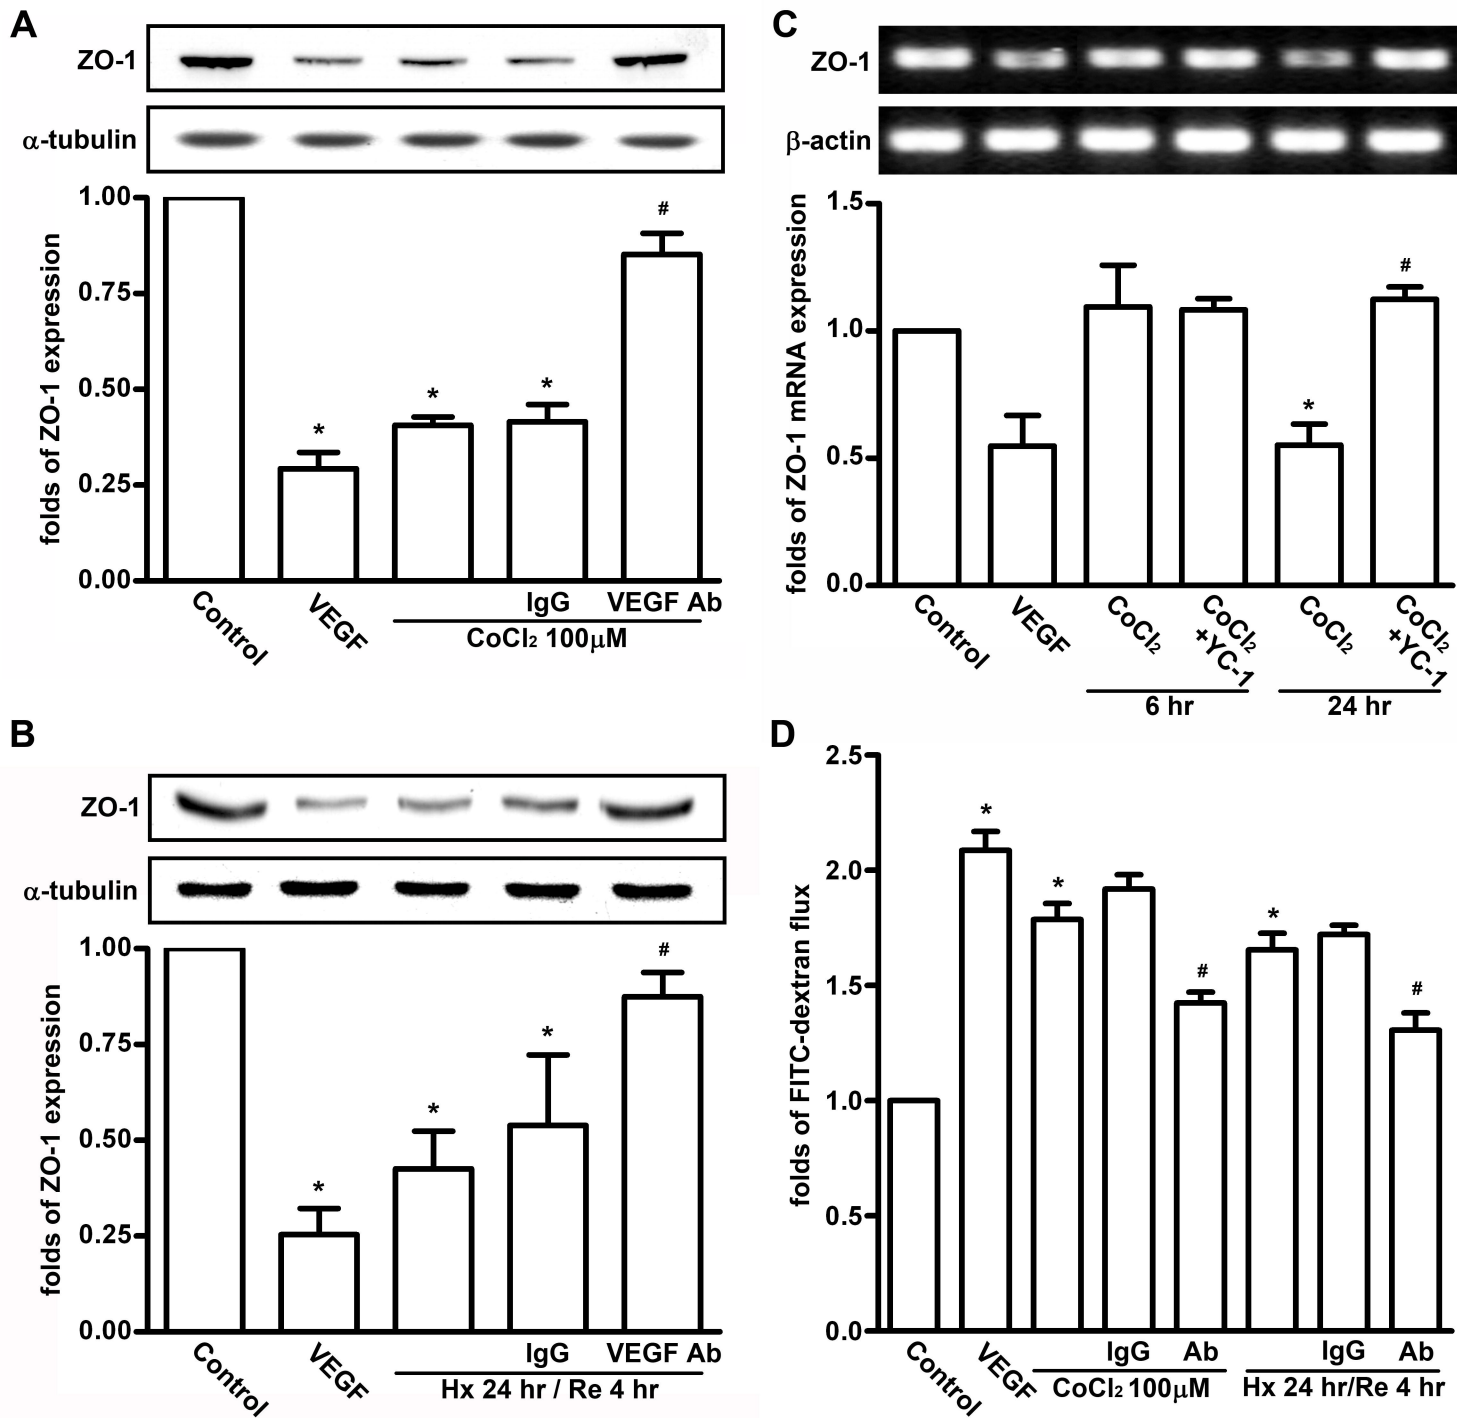 A
ZO-1
α-tubulin
1.00
0.75
0.50
0.25
0.00
folds of ZO-1 expression
*
*
*
#
Control
VEGF
IgG
VEGF Ab
CoCl₂ 100μM
B
ZO-1
α-tubulin
1.00
0.75
0.50
0.25
0.00
folds of ZO-1 expression
*
*
*
#
Control
VEGF
IgG
VEGF Ab
Hx 24 hr / Re 4 hr
C
ZO-1
β-actin
1.5
1.0
0.5
0.0
folds of ZO-1 mRNA expression
*
#
Control
VEGF
CoCl₂
CoCl₂
+YC-1
CoCl₂
CoCl₂
+YC-1
6 hr
24 hr
D
2.5
2.0
1.5
1.0
0.5
0.0
folds of FITC-dextran flux
*
*
#
*
#
Control
VEGF
IgG
Ab
IgG
Ab
CoCl₂ 100μM
Hx 24 hr/Re 4 hr